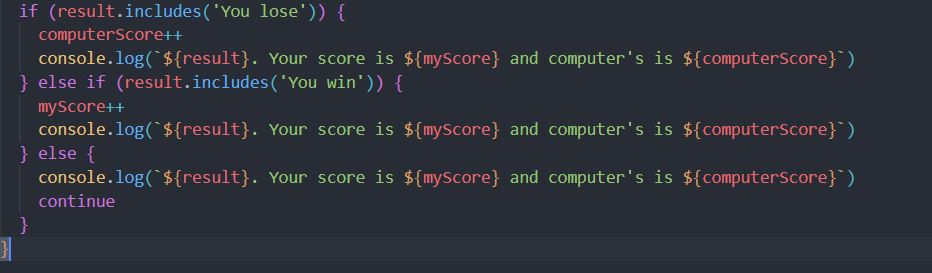 if (result.includes('You lose')) {
computerScore++
console.log(`${result}. Your score is ${myScore} and computer's is ${computerScore}`)
} else if (result.includes('You win')) {
myScore++
console.log(`${result}. Your score is ${myScore} and computer's is ${computerScore}`)
} else {
console.log(`${result}. Your score is ${myScore} and computer's is ${computerScore}`)
continue
}
}